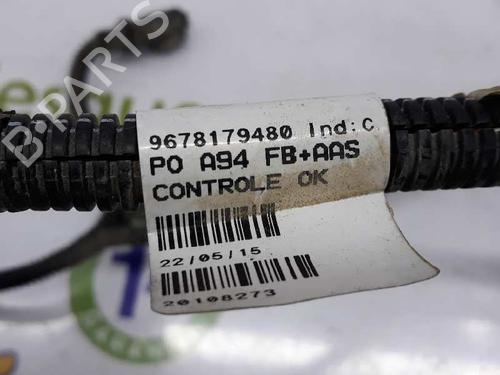 9678179480 Ind:C
PO A94 FB+AAS
CONTROLE OK
22/05/15
20108273
B-PARTS